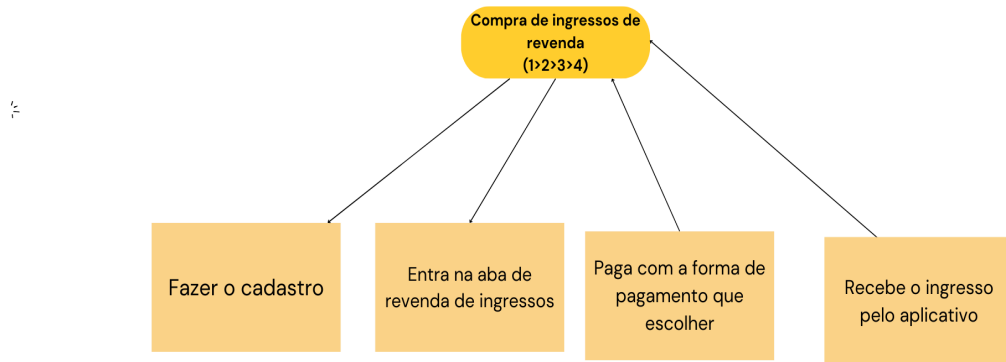 Compra de ingressos de
revenda
(1>2>3>4)
Fazer o cadastro
Entra na aba de
revenda de ingressos
Paga com a forma de
pagamento que
escolher
Recebe o ingresso
pelo aplicativo